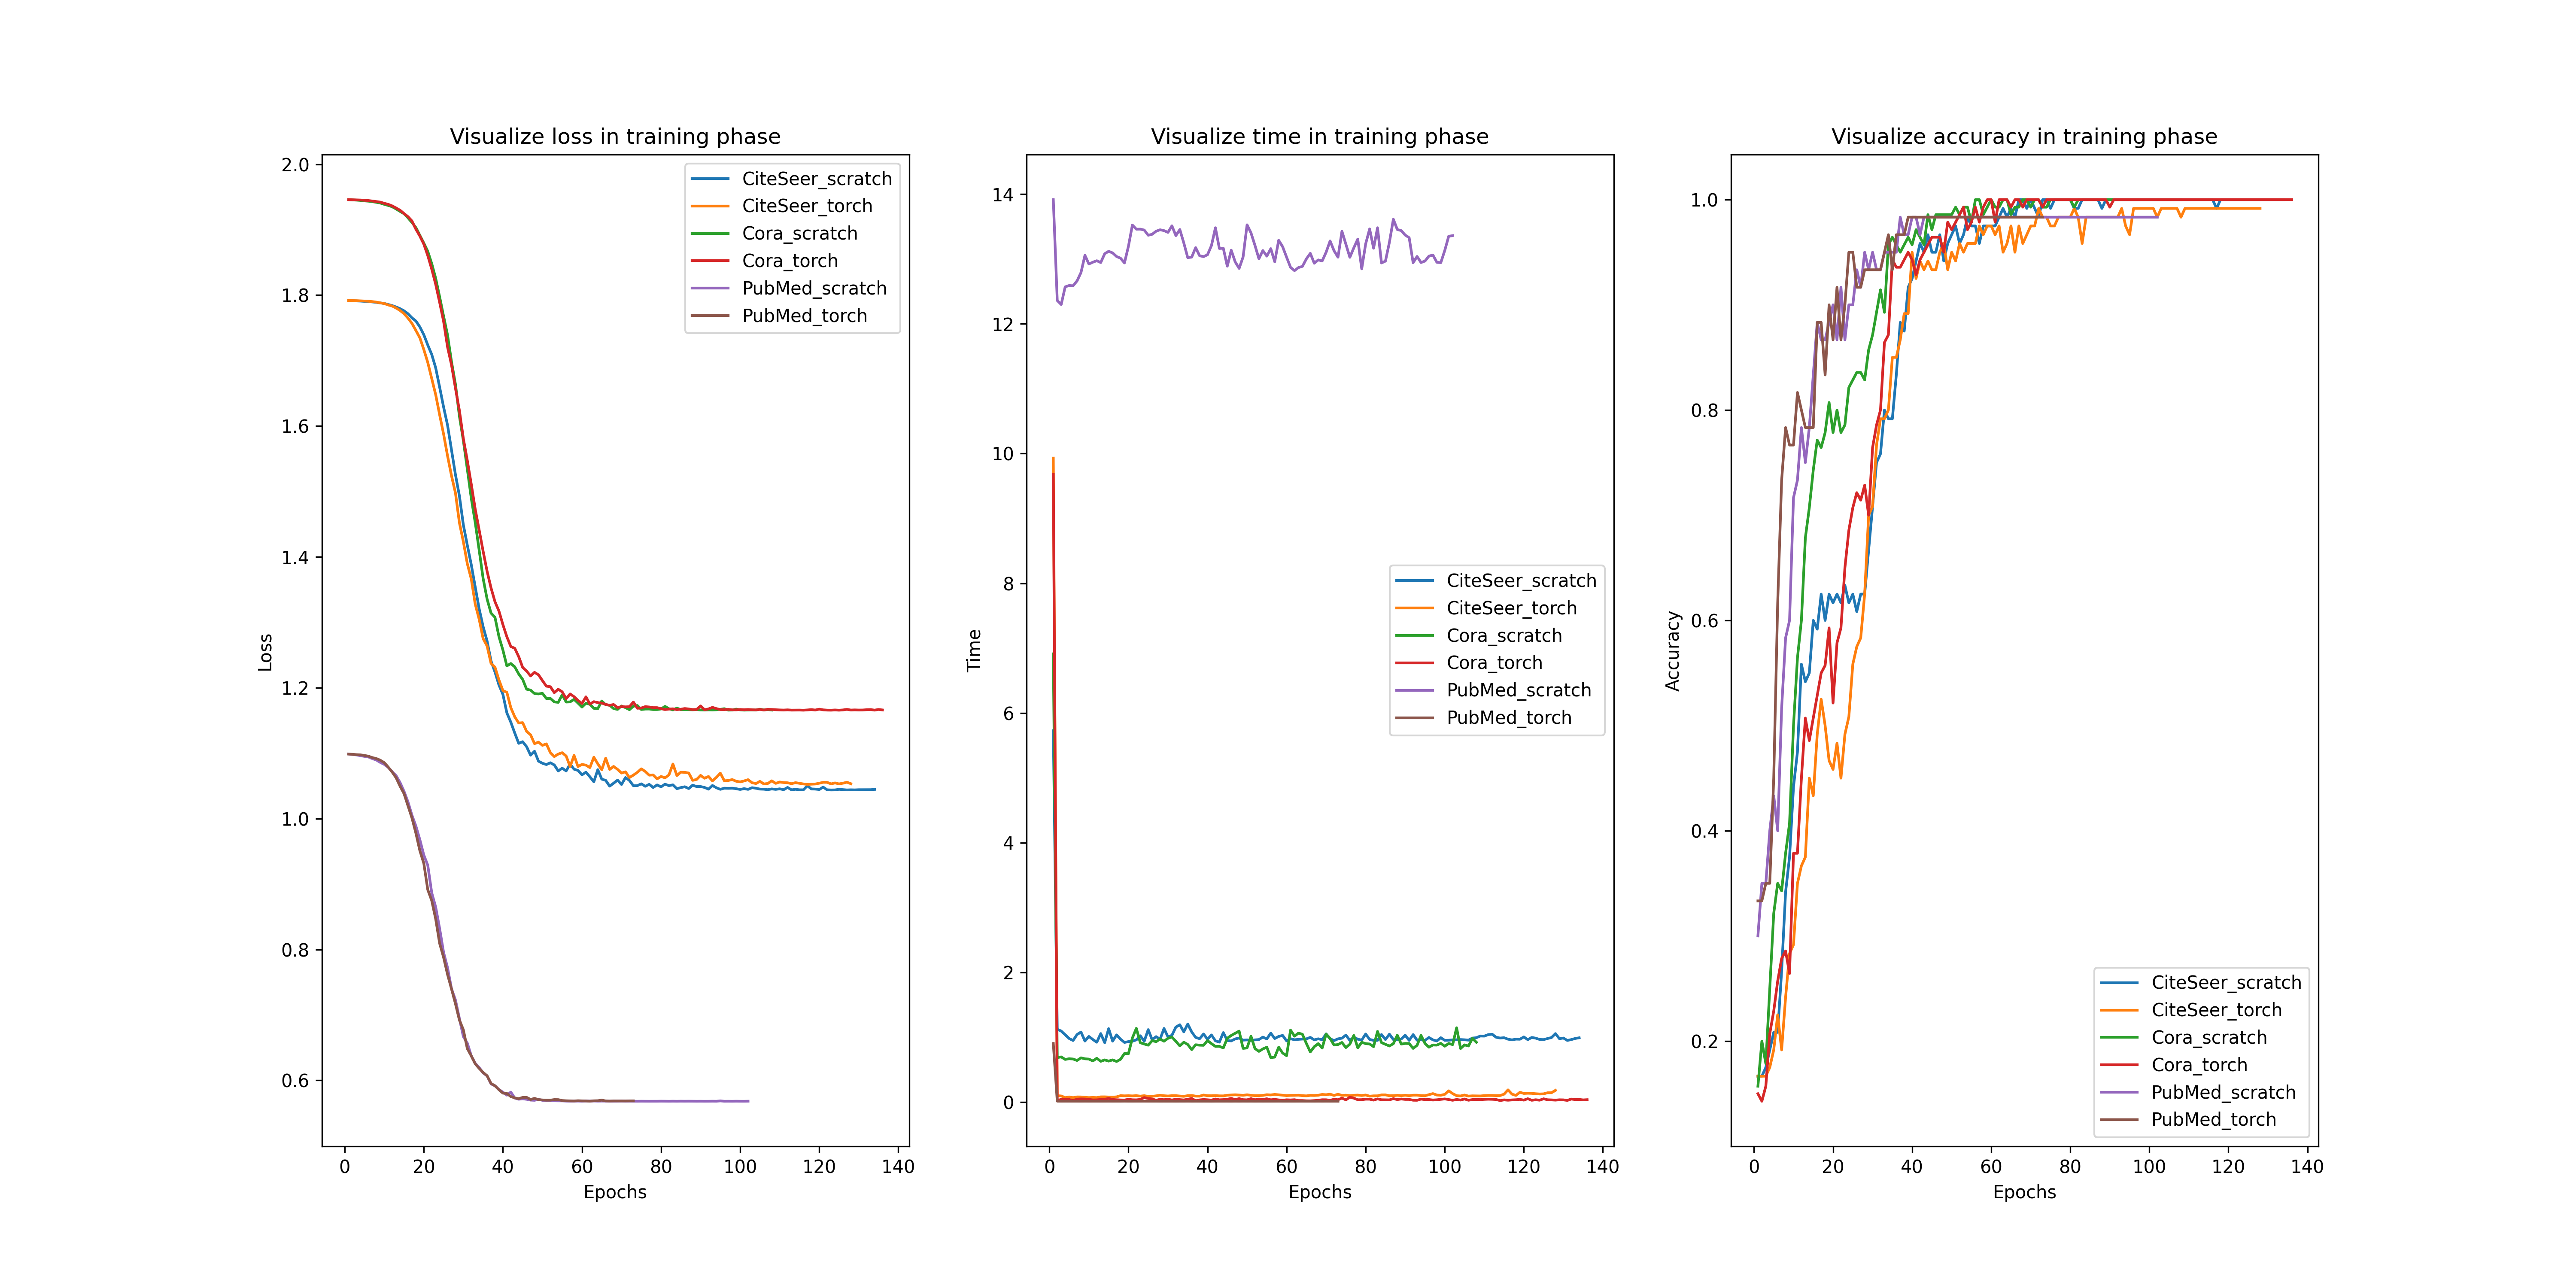 Visualize loss in training phase
2.0
1.8
1.6
1.4
1.2
1.0
0.8
0.6
Loss
0 20 40 60 80 100 120 140
Epochs
CiteSeer_scratch
CiteSeer_torch
Cora_scratch
Cora_torch
PubMed_scratch
PubMed_torch
Visualize time in training phase
14
12
10
8
6
4
2
0
Time
0 20 40 60 80 100 120 140
Epochs
CiteSeer_scratch
CiteSeer_torch
Cora_scratch
Cora_torch
PubMed_scratch
PubMed_torch
Visualize accuracy in training phase
1.0
0.8
0.6
0.4
0.2
Accuracy
0 20 40 60 80 100 120 140
Epochs
CiteSeer_scratch
CiteSeer_torch
Cora_scratch
Cora_torch
PubMed_scratch
PubMed_torch